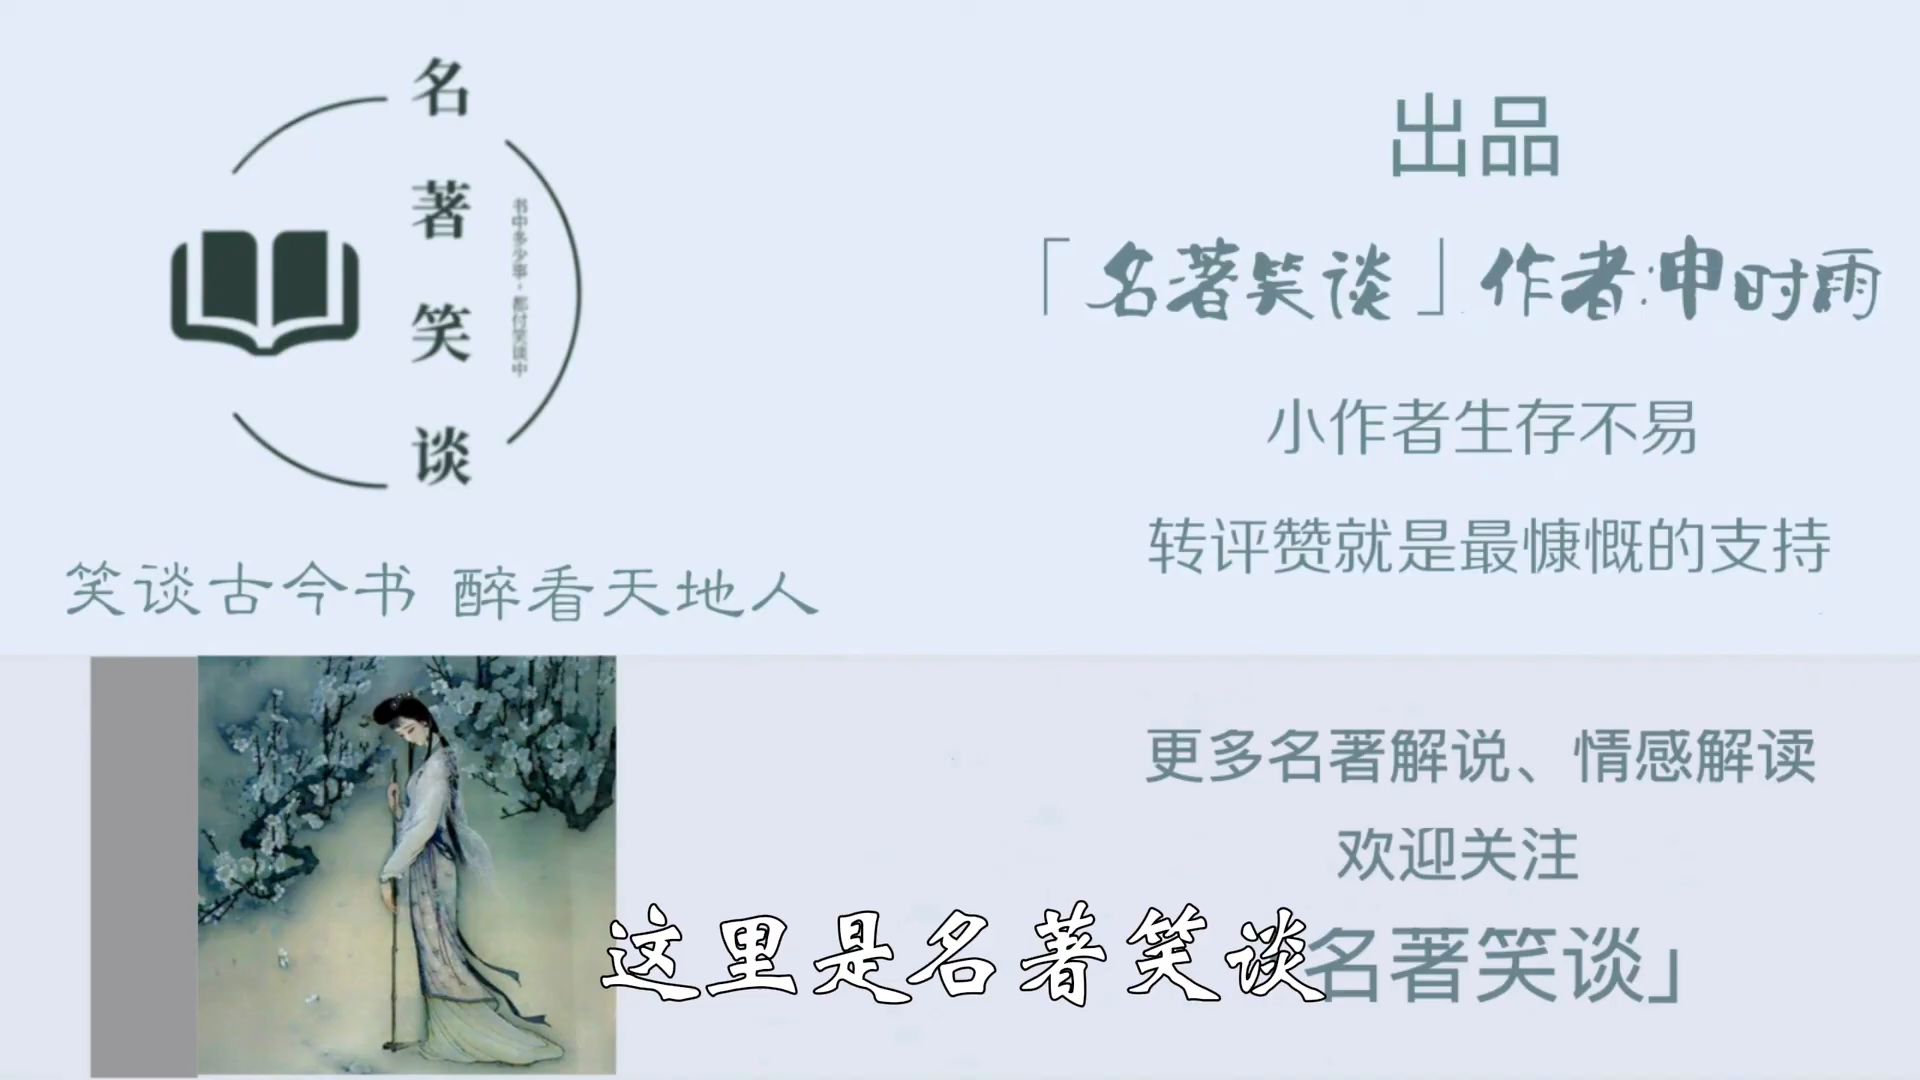 名著笑谈
书中多少事,都付笑谈中
笑谈古今书 醉看天地人
出品
「名著笑谈」作者:申时雨
小作者生存不易
转评赞就是最慷慨的支持
更多名著解说、情感解读
欢迎关注
名著笑谈」
这里是名著笑谈